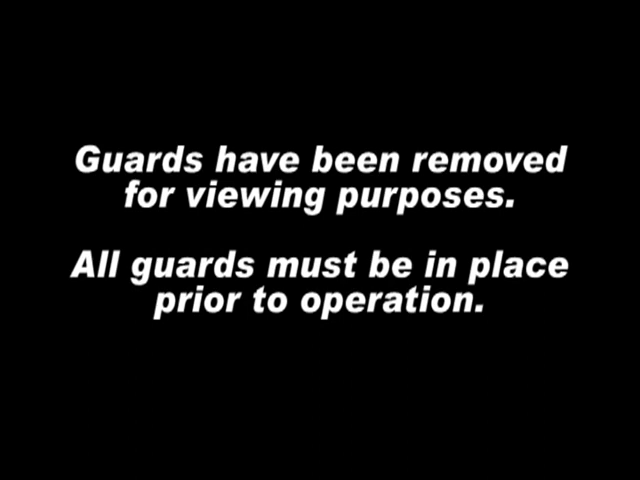 Guards have been removed
for viewing purposes.
All guards must be in place
prior to operation.